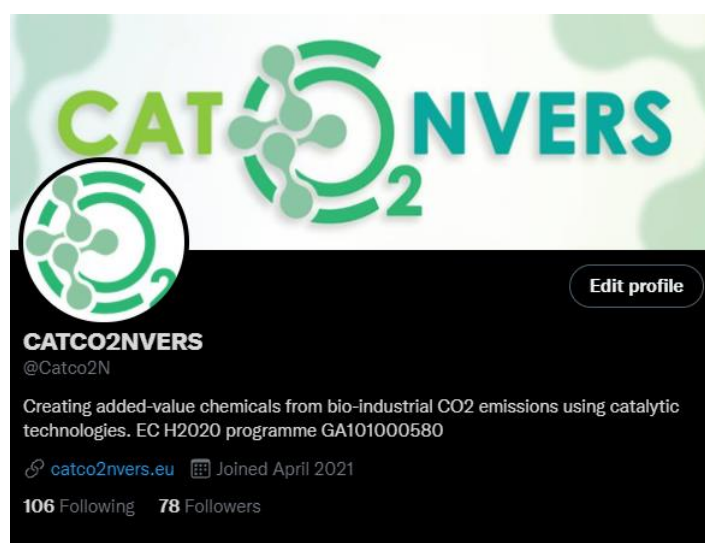 CATCO2NVERS
Edit profile
CATCO2NVERS
@Catco2N
Creating added-value chemicals from bio-industrial CO2 emissions using catalytic
technologies. EC H2020 programme GA101000580
catco2nvers.eu Joined April 2021
106 Following 78 Followers